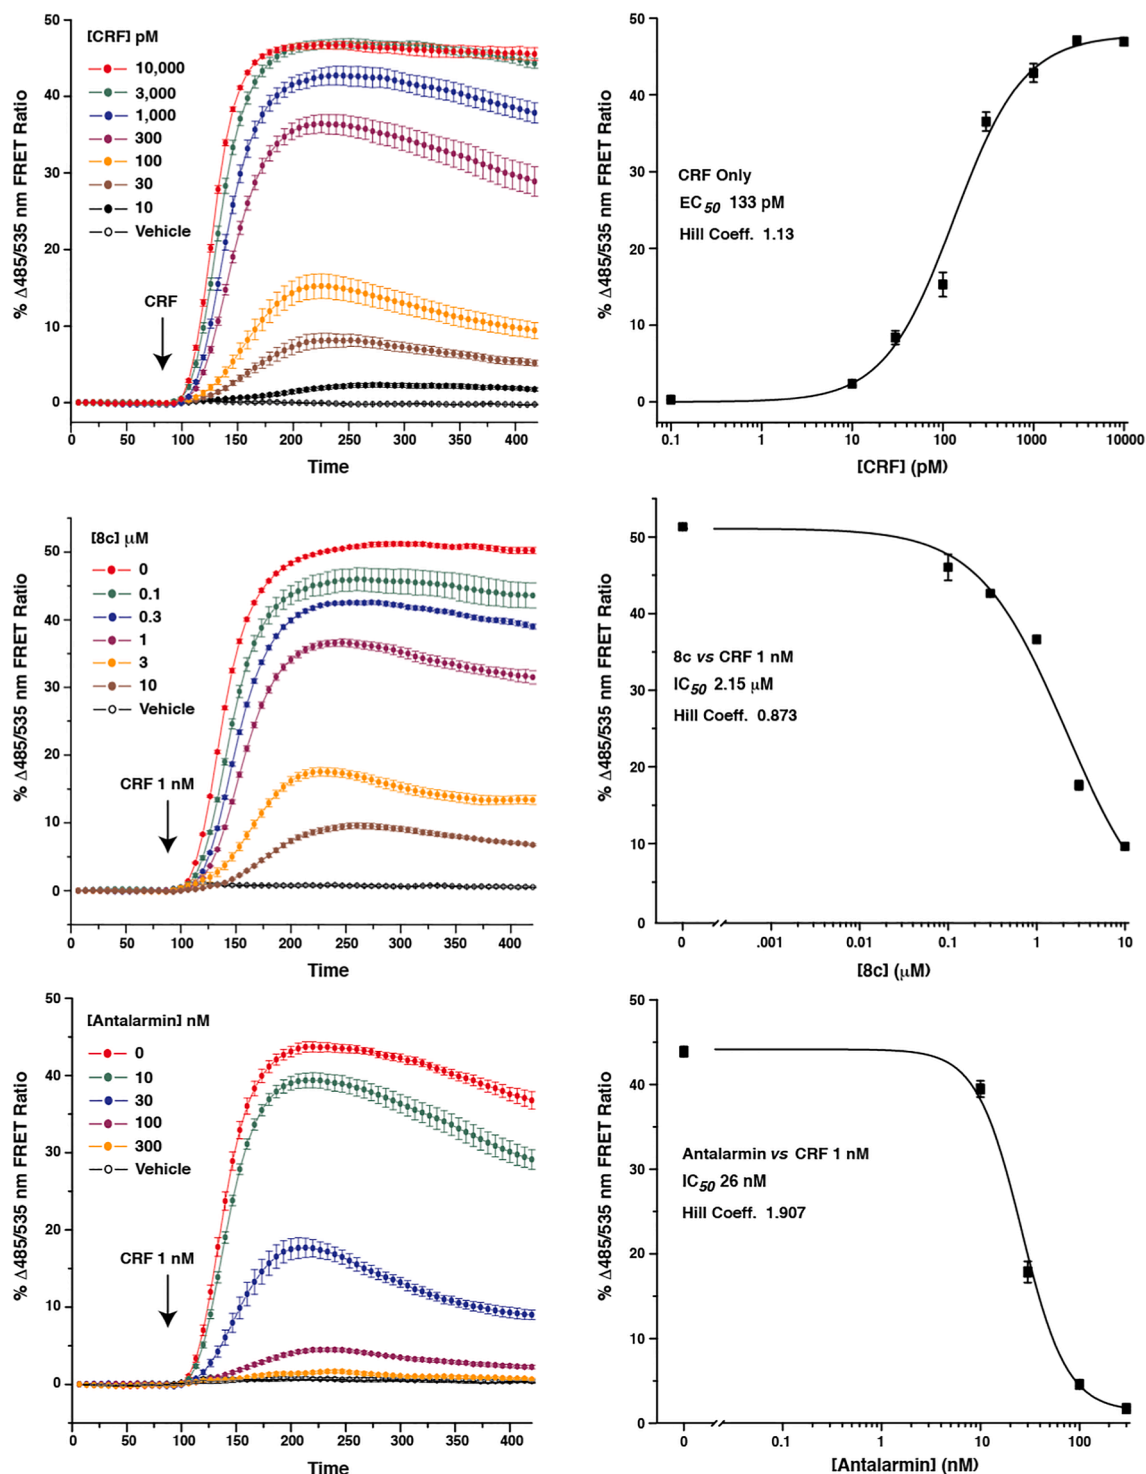 [CRF] pM
10,000
3,000
1,000
300
100
30
10
Vehicle
CRF
% Δ485/535 nm FRET Ratio
50
40
30
20
10
0
0 50 100 150 200 250 300 350 400
Time
% Δ485/535 nm FRET Ratio
50
40
30
20
10
0
CRF Only
EC50 133 pM
Hill Coeff. 1.13
0.1 1 10 100 1000 10000
[CRF] (pM)
[8c] μM
0
0.1
0.3
1
3
10
Vehicle
CRF 1 nM
% Δ485/535 nm FRET Ratio
50
40
30
20
10
0
0 50 100 150 200 250 300 350 400
Time
% Δ485/535 nm FRET Ratio
50
40
30
20
10
0
8c vs CRF 1 nM
IC50 2.15 μM
Hill Coeff. 0.873
0 .001 0.01 0.1 1 10
[8c] (μM)
[Antalarmin] nM
0
10
30
100
300
Vehicle
CRF 1 nM
% Δ485/535 nm FRET Ratio
50
40
30
20
10
0
0 50 100 150 200 250 300 350 400
Time
% Δ485/535 nm FRET Ratio
50
40
30
20
10
0
Antalarmin vs CRF 1 nM
IC50 26 nM
Hill Coeff. 1.907
0 0.1 1 10 100
[Antalarmin] (nM)